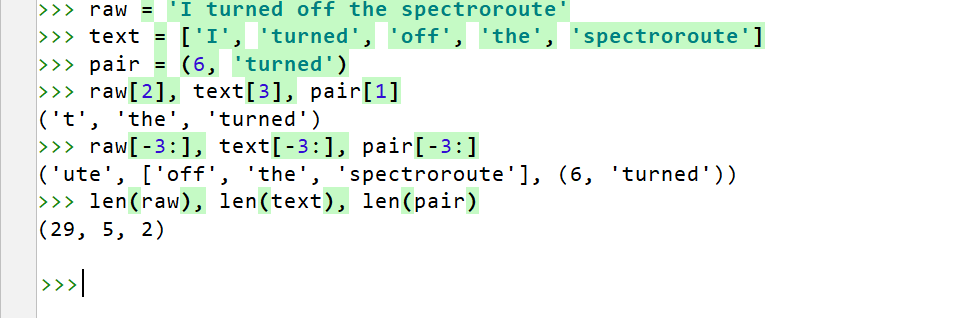 >>> raw = 'I turned off the spectroroute'
>>> text = ['I', 'turned', 'off', 'the', 'spectroroute']
>>> pair = (6, 'turned')
>>> raw[2], text[3], pair[1]
('t', 'the', 'turned')
>>> raw[-3:], text[-3:], pair[-3:]
('ute', ['off', 'the', 'spectroroute'], (6, 'turned'))
>>> len(raw), len(text), len(pair)
(29, 5, 2)
>>>